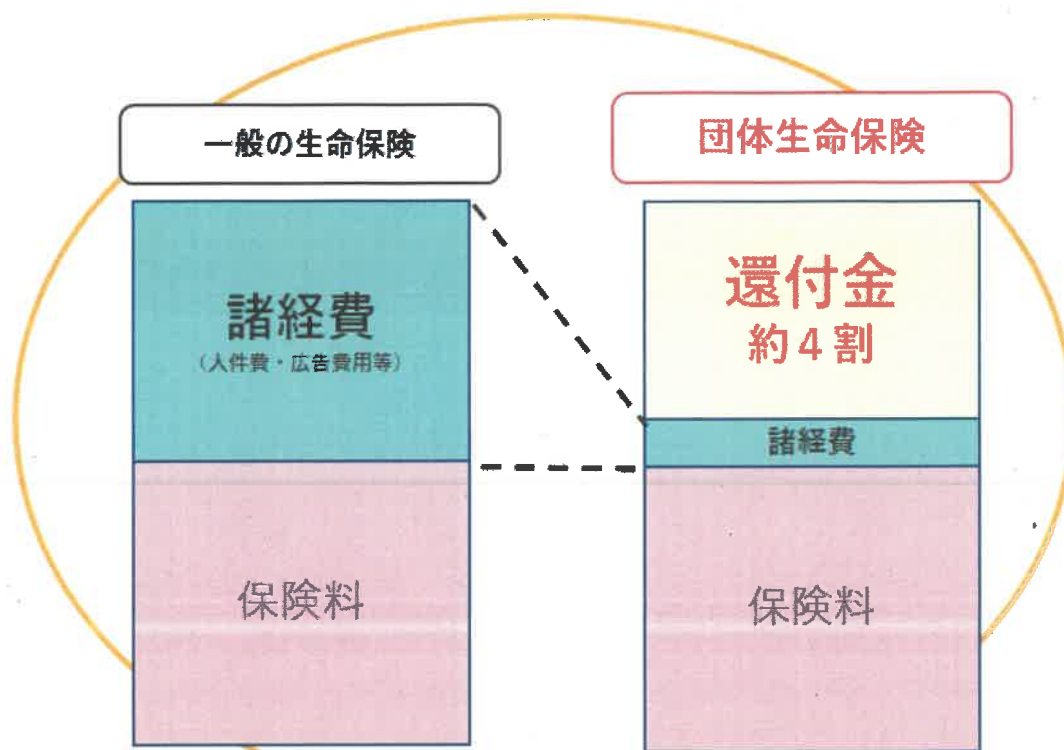 一般の生命保険
団体生命保険
諸経費
（人件費・広告費用等）
保険料
還付金
約４割
諸経費
保険料